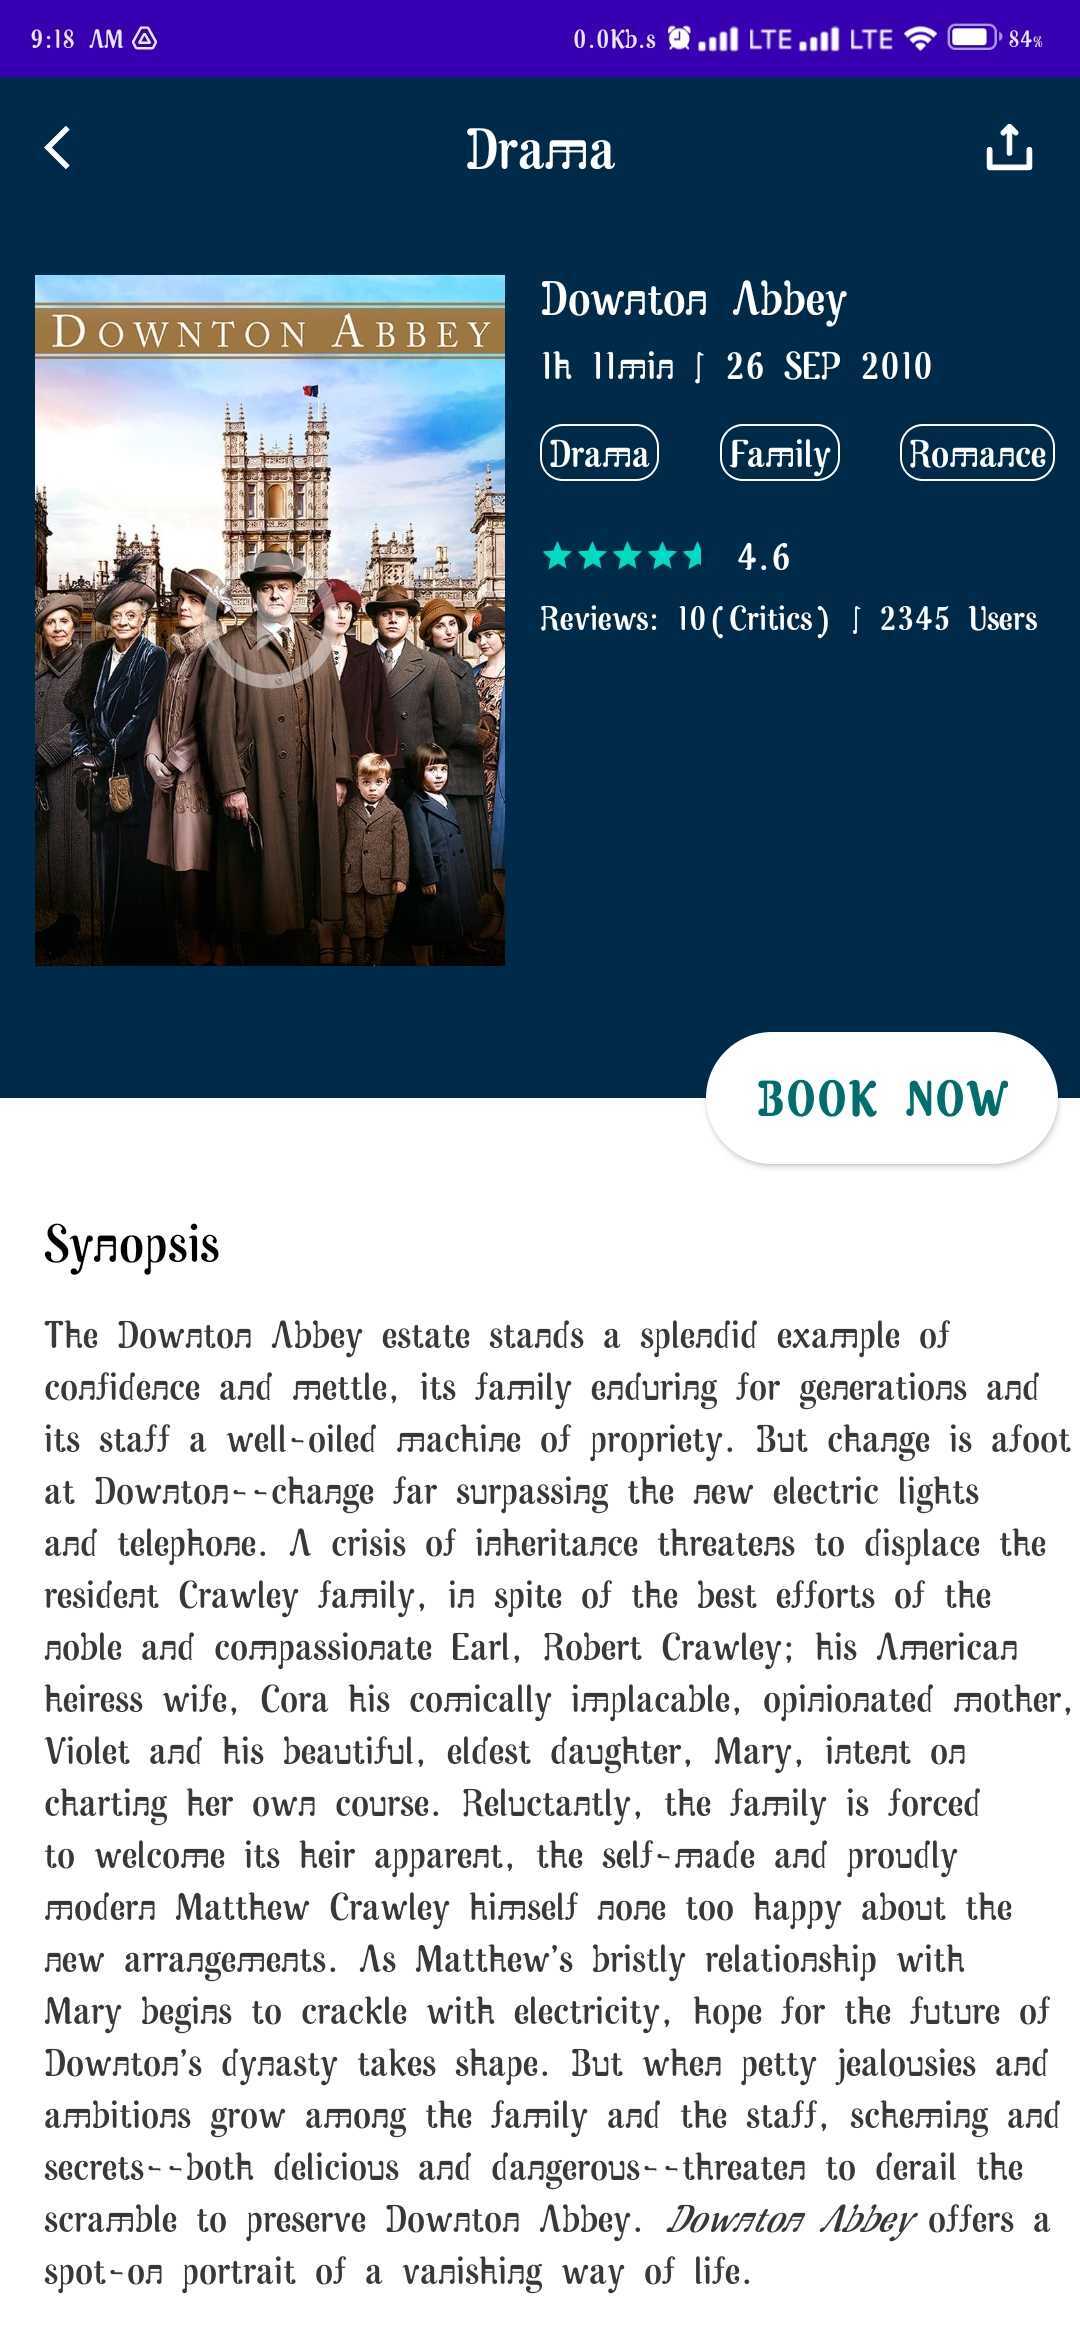 9:18 AM
0.0Kb.s LTE LTE 84%
Drama
DOWNTON ABBEY
Downton Abbey
1h 11min | 26 SEP 2010
Drama Family Romance
4.6
Reviews: 10(Critics) | 2345 Users
BOOK NOW
Synopsis
The Downton Abbey estate stands a splendid example of
confidence and mettle, its family enduring for generations and
its staff a well-oiled machine of propriety. But change is afoot
at Downton--change far surpassing the new electric lights
and telephone. A crisis of inheritance threatens to displace the
resident Crawley family, in spite of the best efforts of the
noble and compassionate Earl, Robert Crawley; his American
heiress wife, Cora his comically implacable, opinionated mother,
Violet and his beautiful, eldest daughter, Mary, intent on
charting her own course. Reluctantly, the family is forced
to welcome its heir apparent, the self-made and proudly
modern Matthew Crawley himself none too happy about the
new arrangements. As Matthew's bristly relationship with
Mary begins to crackle with electricity, hope for the future of
Downton's dynasty takes shape. But when petty jealousies and
ambitions grow among the family and the staff, scheming and
secrets--both delicious and dangerous--threaten to derail the
scramble to preserve Downton Abbey. Downton Abbey offers a
spot-on portrait of a vanishing way of life.